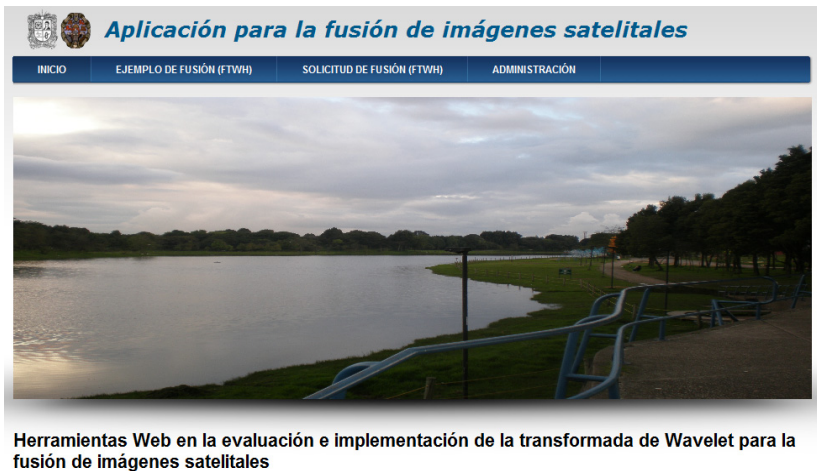 Aplicación para la fusión de imágenes satelitales
INICIO
EJEMPLO DE FUSIÓN (FTWH)
SOLICITUD DE FUSIÓN (FTWH)
ADMINISTRACIÓN
Herramientas Web en la evaluación e implementación de la transformada de Wavelet para la
fusión de imágenes satelitales